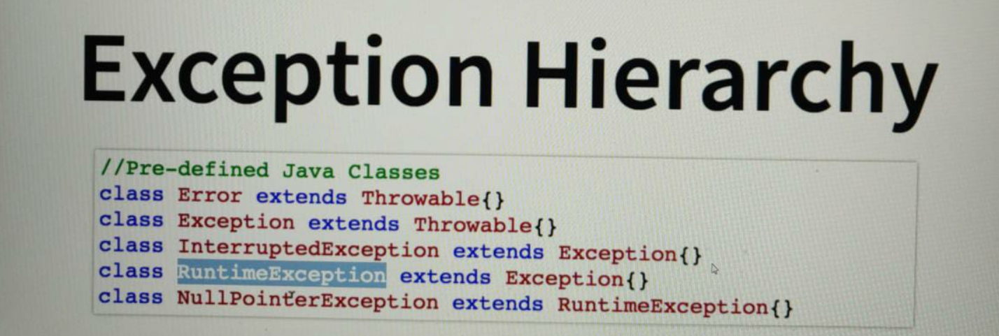 Exception Hierarchy
//Pre-defined Java Classes
class Error extends Throwable{}
class Exception extends Throwable{}
class InterruptedException extends Exception{}
class RuntimeException extends Exception{}
class NullPointerException extends RuntimeException{}